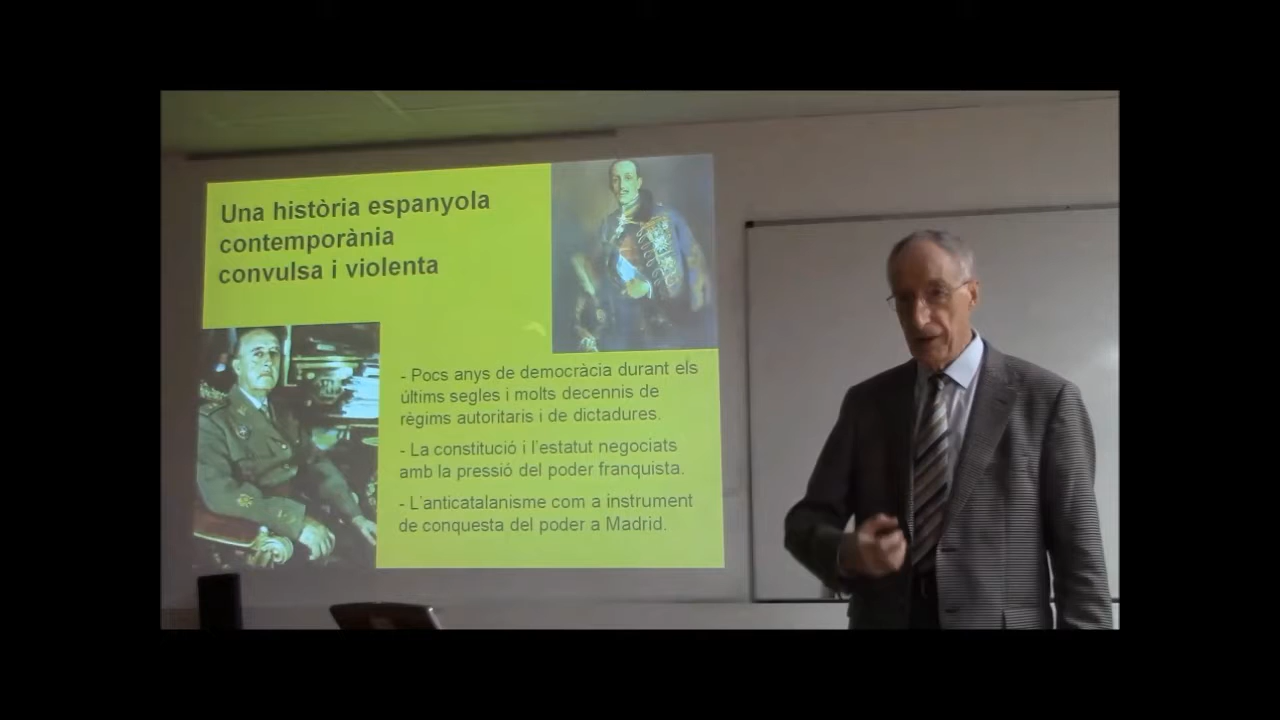 Una història espanyola
contemporània
convulsa i violenta
- Pocs anys de democràcia durant els
últims segles i molts decennis de
règims autoritaris i de dictadures.
- La constitució i l'estatut negociats
amb la pressió del poder franquista.
- L'anticatalanisme com a instrument
de conquesta del poder a Madrid.